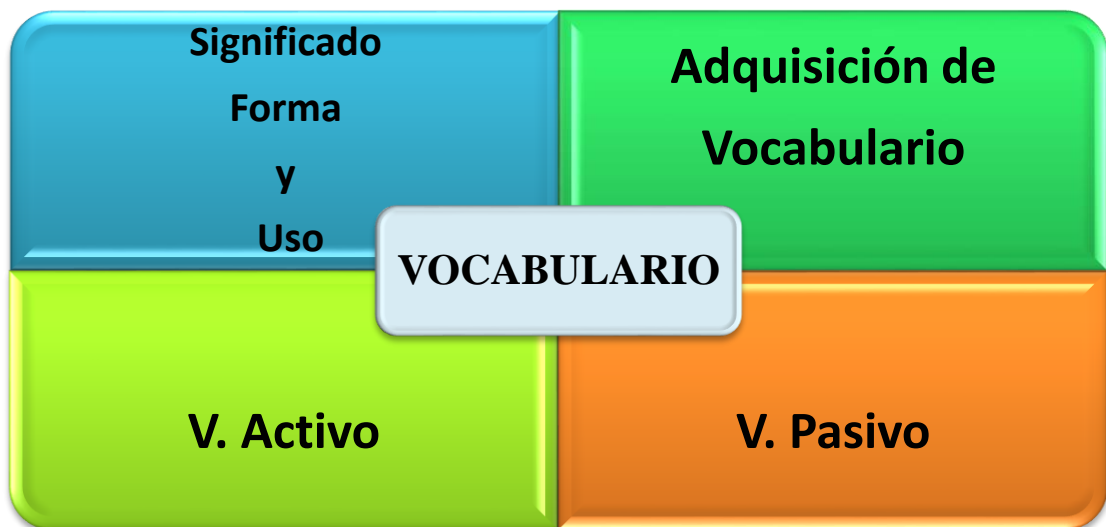 Significado
Forma
y
Uso
Adquisición de
Vocabulario
VOCABULARIO
V. Activo
V. Pasivo